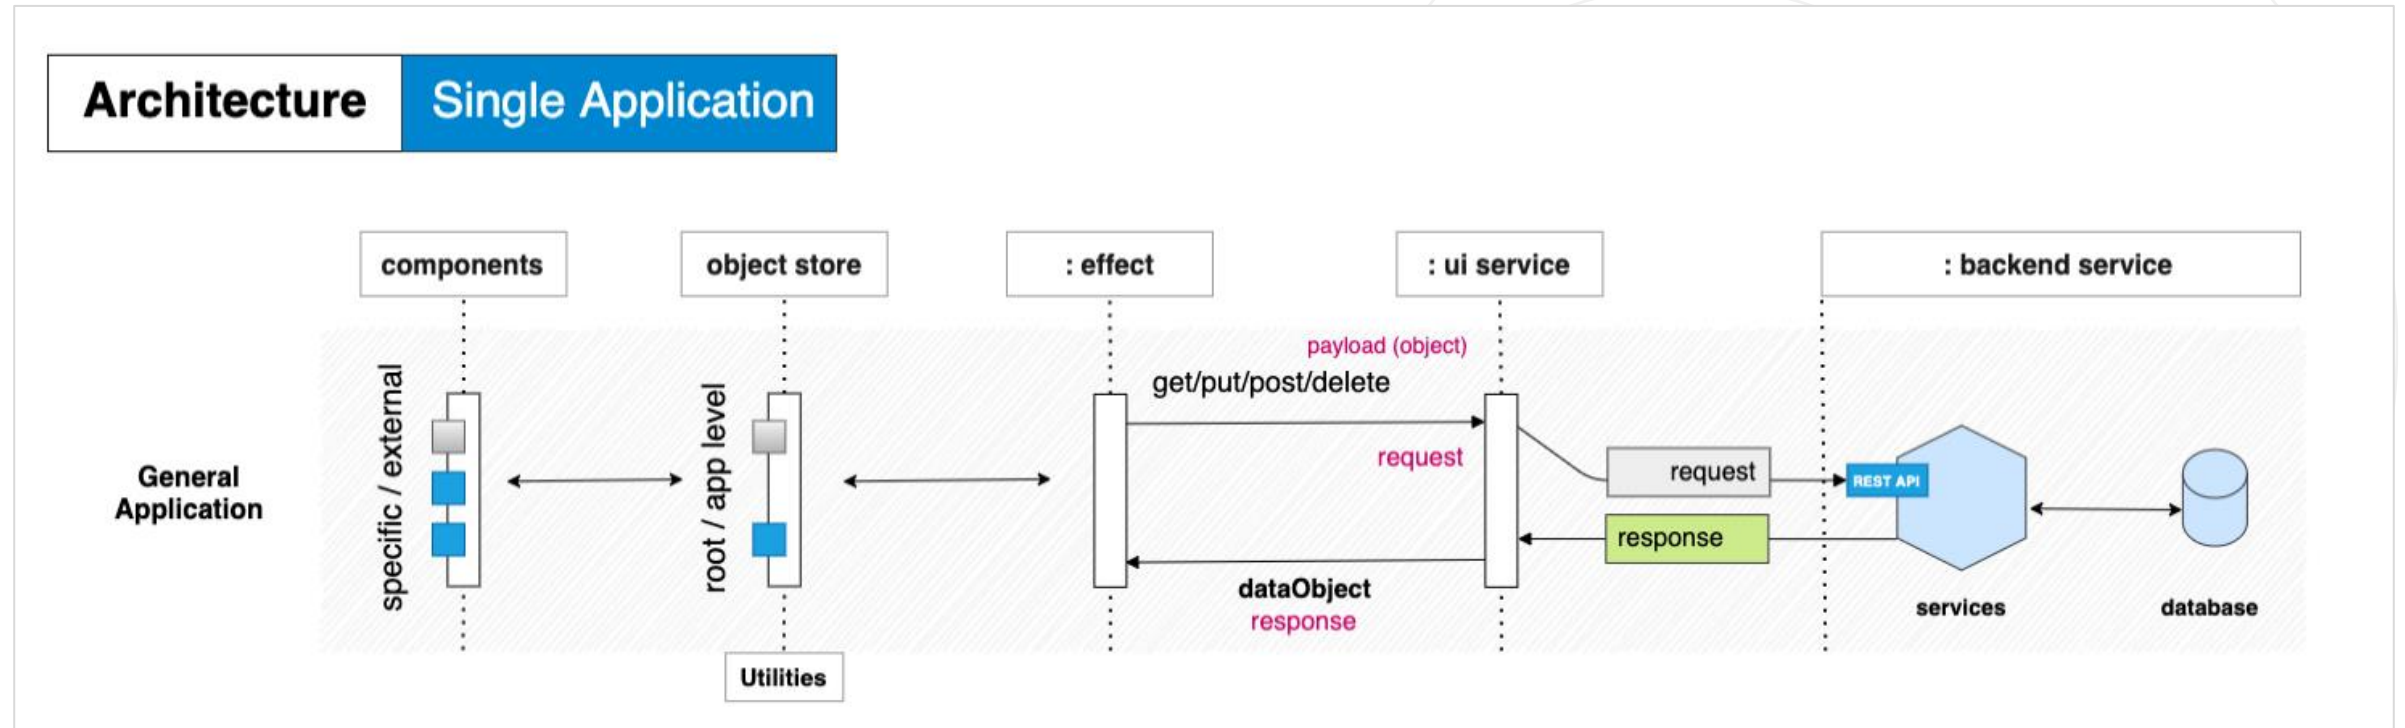 Architecture
Single Application
components
object store
: effect
: ui service
: backend service
General
Application
specific / external
root / app level
payload (object)
get/put/post/delete
request
dataObject
response
request
response
REST API
services
database
Utilities